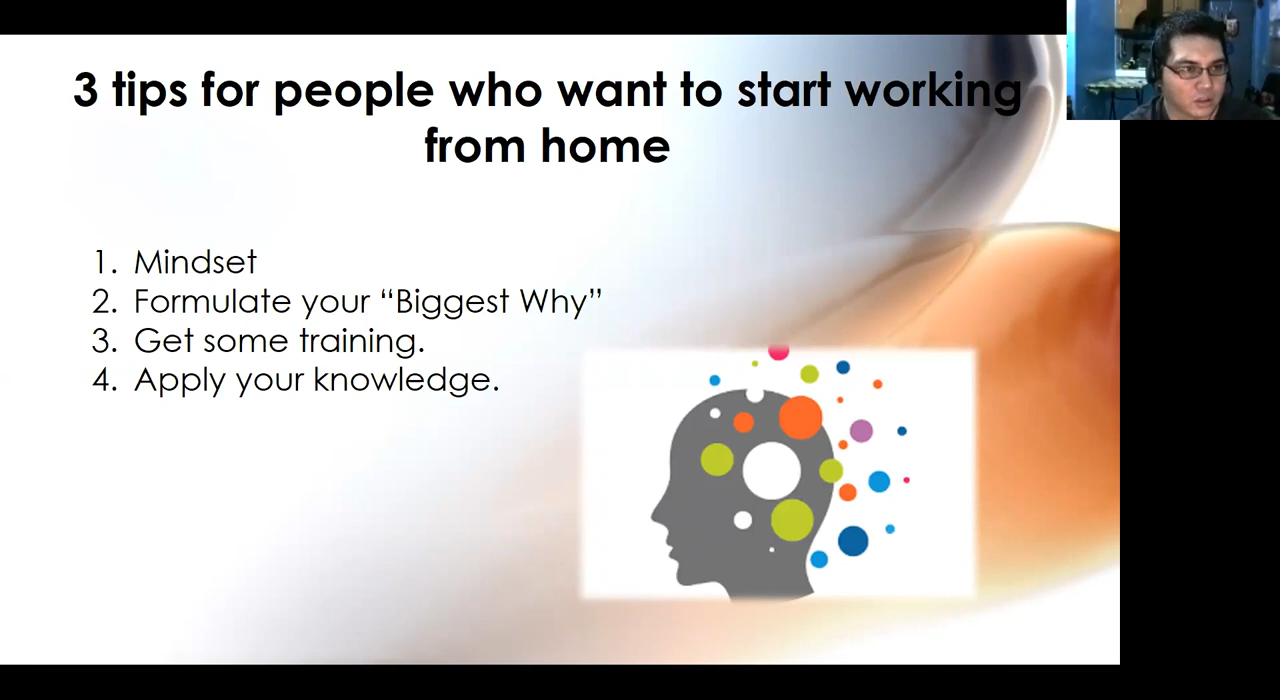 3 tips for people who want to start working
from home
1. Mindset
2. Formulate your “Biggest Why”
3. Get some training.
4. Apply your knowledge.